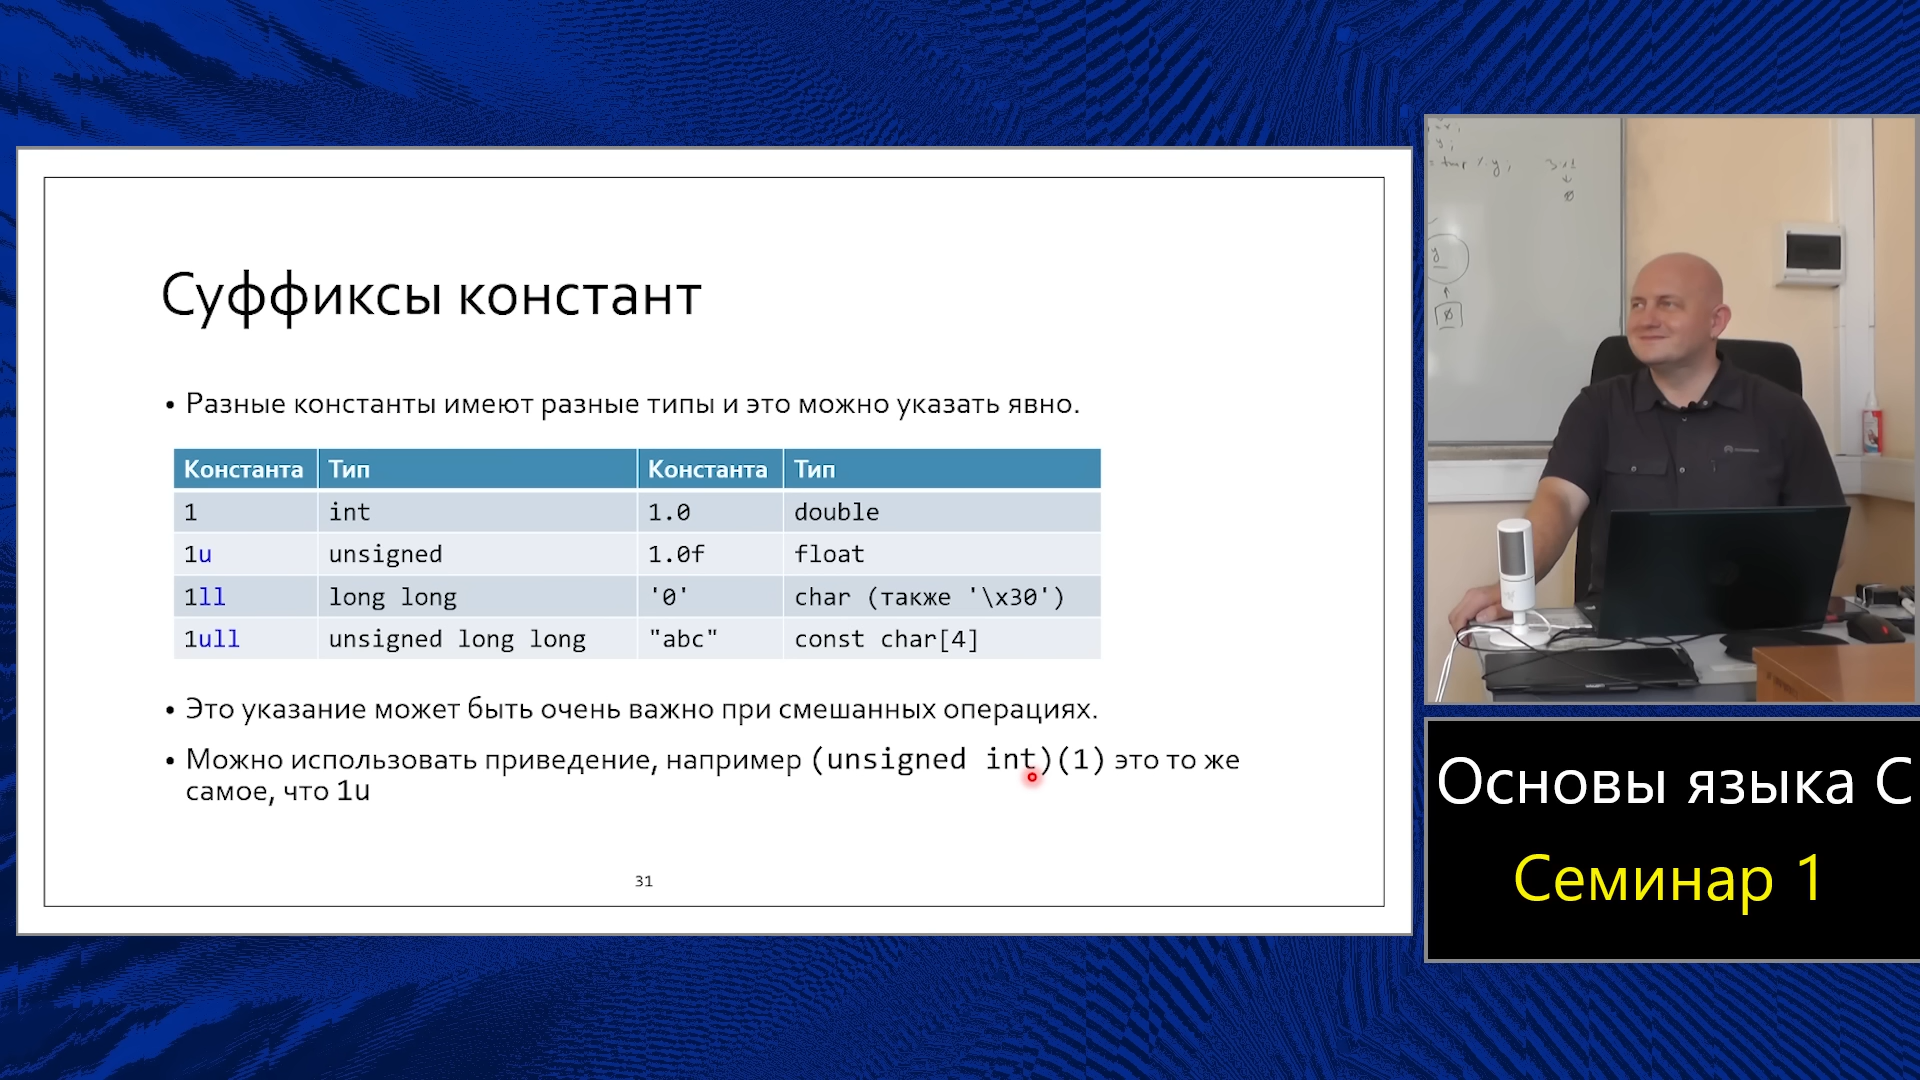 Суффиксы констант
• Разные константы имеют разные типы и это можно указать явно.
Константа Тип Константа Тип
1 int 1.0 double
1u unsigned 1.0f float
1ll long long '0' char (также '\x30')
1ull unsigned long long "abc" const char[4]
• Это указание может быть очень важно при смешанных операциях.
• Можно использовать приведение, например (unsigned int)(1) это то же
самое, что 1u
31
Основы языка C
Семинар 1